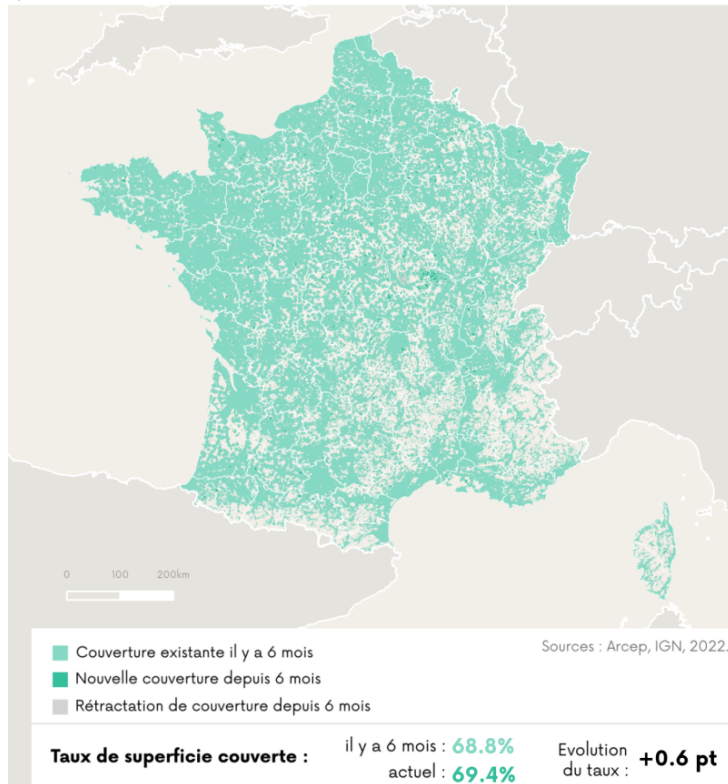 0 100 200km
Couverture existante il y a 6 mois
Sources : Arcep, IGN, 2022.
Nouvelle couverture depuis 6 mois
Rétractation de couverture depuis 6 mois
Taux de superficie couverte :
il y a 6 mois : 68.8%
actuel : 69.4%
Evolution
du taux :
+0.6 pt